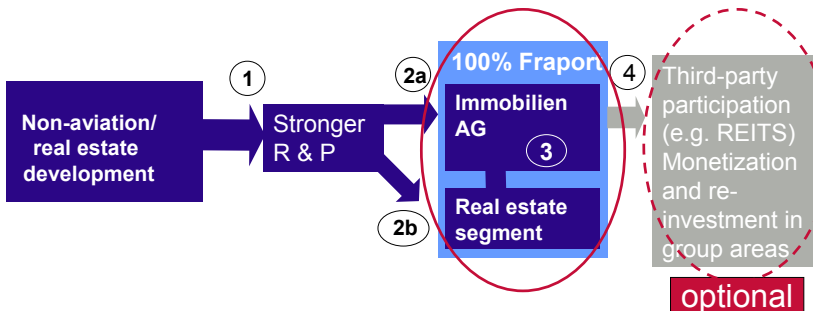 1
Non-aviation/
real estate
development
Stronger
R & P
2a
2b
100% Fraport
Immobilien
AG
3
Real estate
segment
4
Third-party
participation
(e.g. REITS)
Monetization
and re-
investment in
group areas
optional